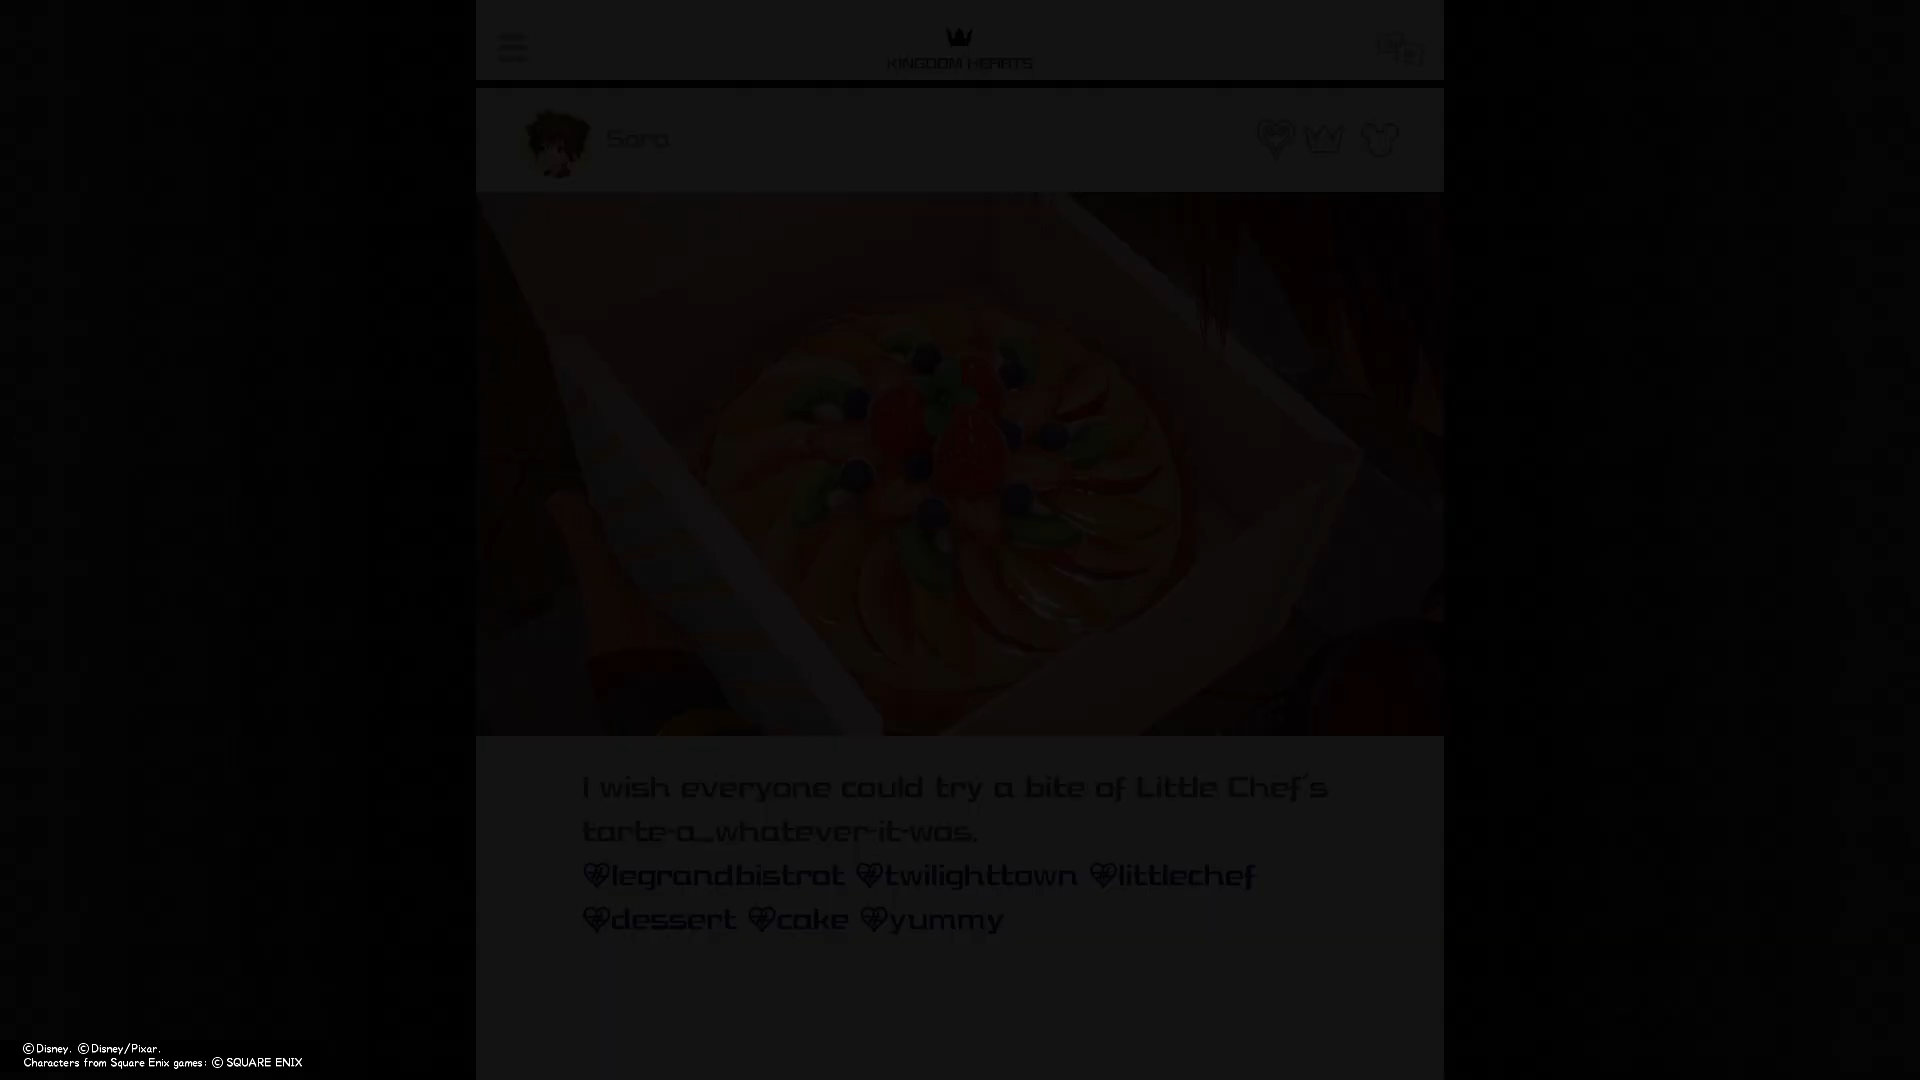 KINGDOM HEARTS
Sora
I wish everyone could try a bite of Little Chef's
tarte-a...whatever-it-was.
#legrandbistrot #twilighttown #littlechef
#dessert #cake #yummy
©Disney. ©Disney/Pixar.
Characters from Square Enix games: © SQUARE ENIX